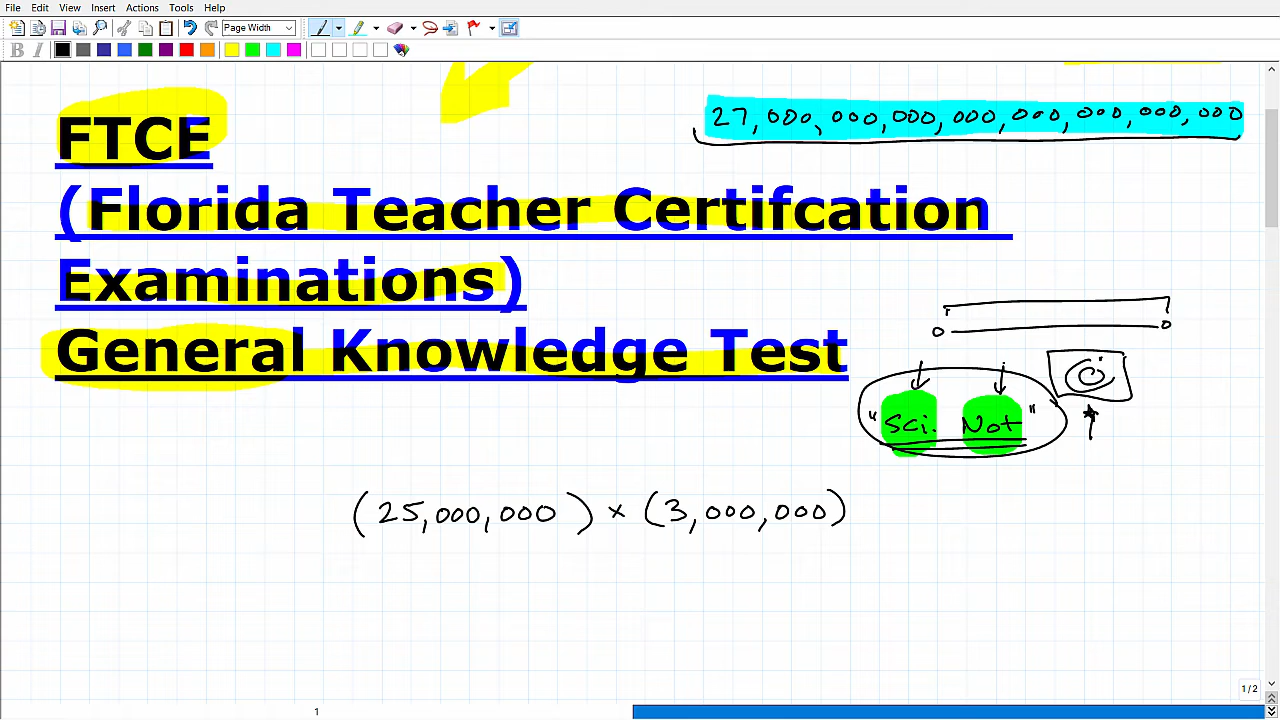 File Edit View Insert Actions Tools Help
Page Width
B I
27,000,000,000,000,000,000,000,000
FTCE
(Florida Teacher Certifcation
Examinations)
General Knowledge Test
"Sci. Not"
(25,000,000) × (3,000,000)
1/2
1